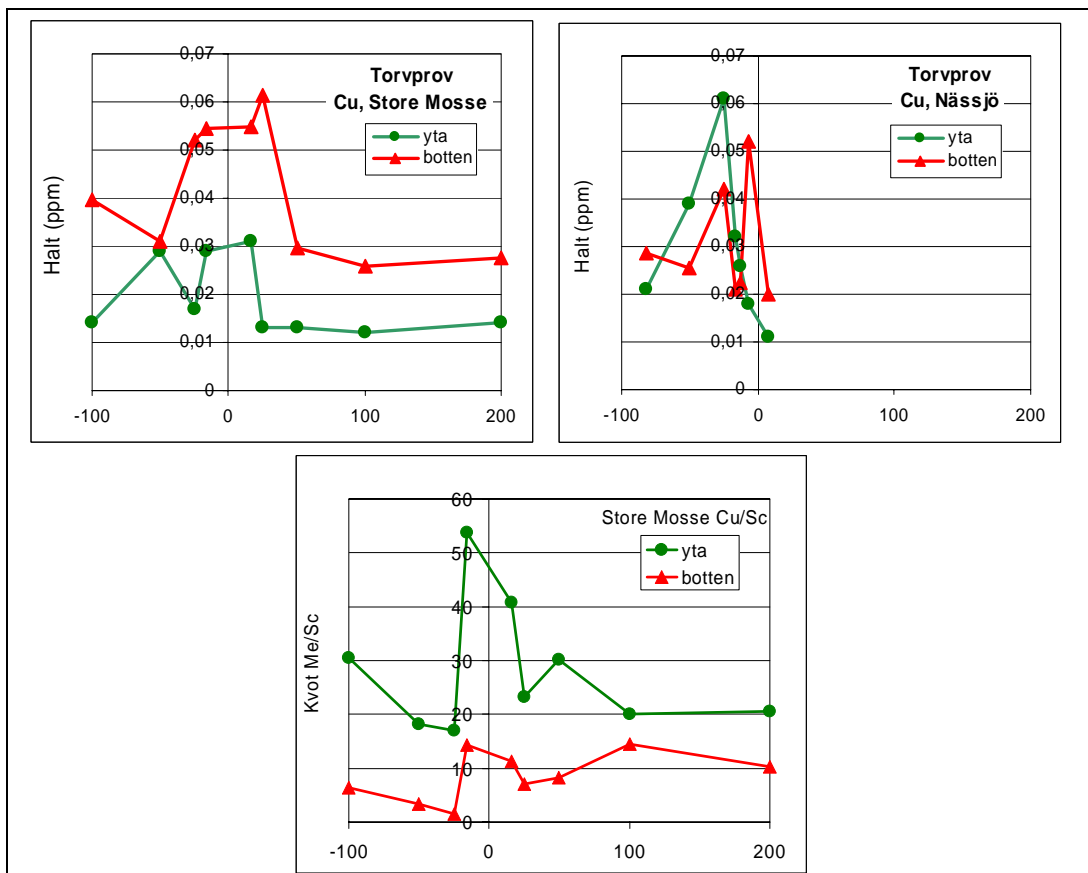 0,07
0,06
0,05
0,04
0,03
0,02
0,01
0
Halt (ppm)
Torvprov
Cu, Store Mosse
yta
botten
-100
0
100
200
0,07
0,06
0,05
0,04
0,03
0,02
0,01
0
Halt (ppm)
Torvprov
Cu, Nässjö
yta
botten
-100
0
100
200
60
50
40
30
20
10
0
Kvot Me/Sc
Store Mosse Cu/Sc
yta
botten
-100
0
100
200